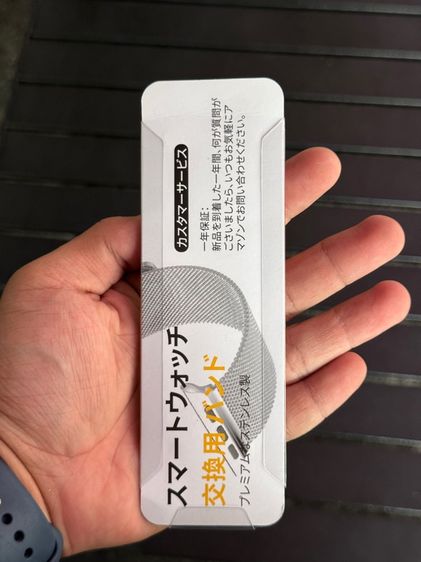 スマートウォッチ
交換用 バンド
プレミアムなステンレス製
カスタマーサービス
一年保証:
新品を到着した一年間、何が質問が
ございましたら、いつもお気軽にア
マゾンでお問い合わせください。